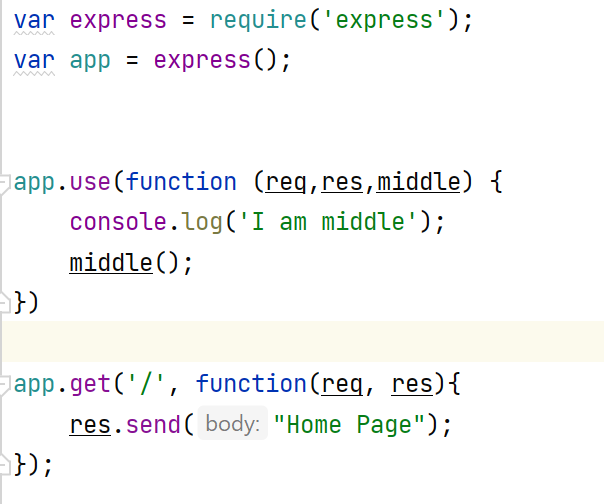 var express = require('express');
var app = express();
app.use(function (req,res,middle) {
console.log('I am middle');
middle();
})
app.get('/', function(req, res){
res.send( body: "Home Page");
});